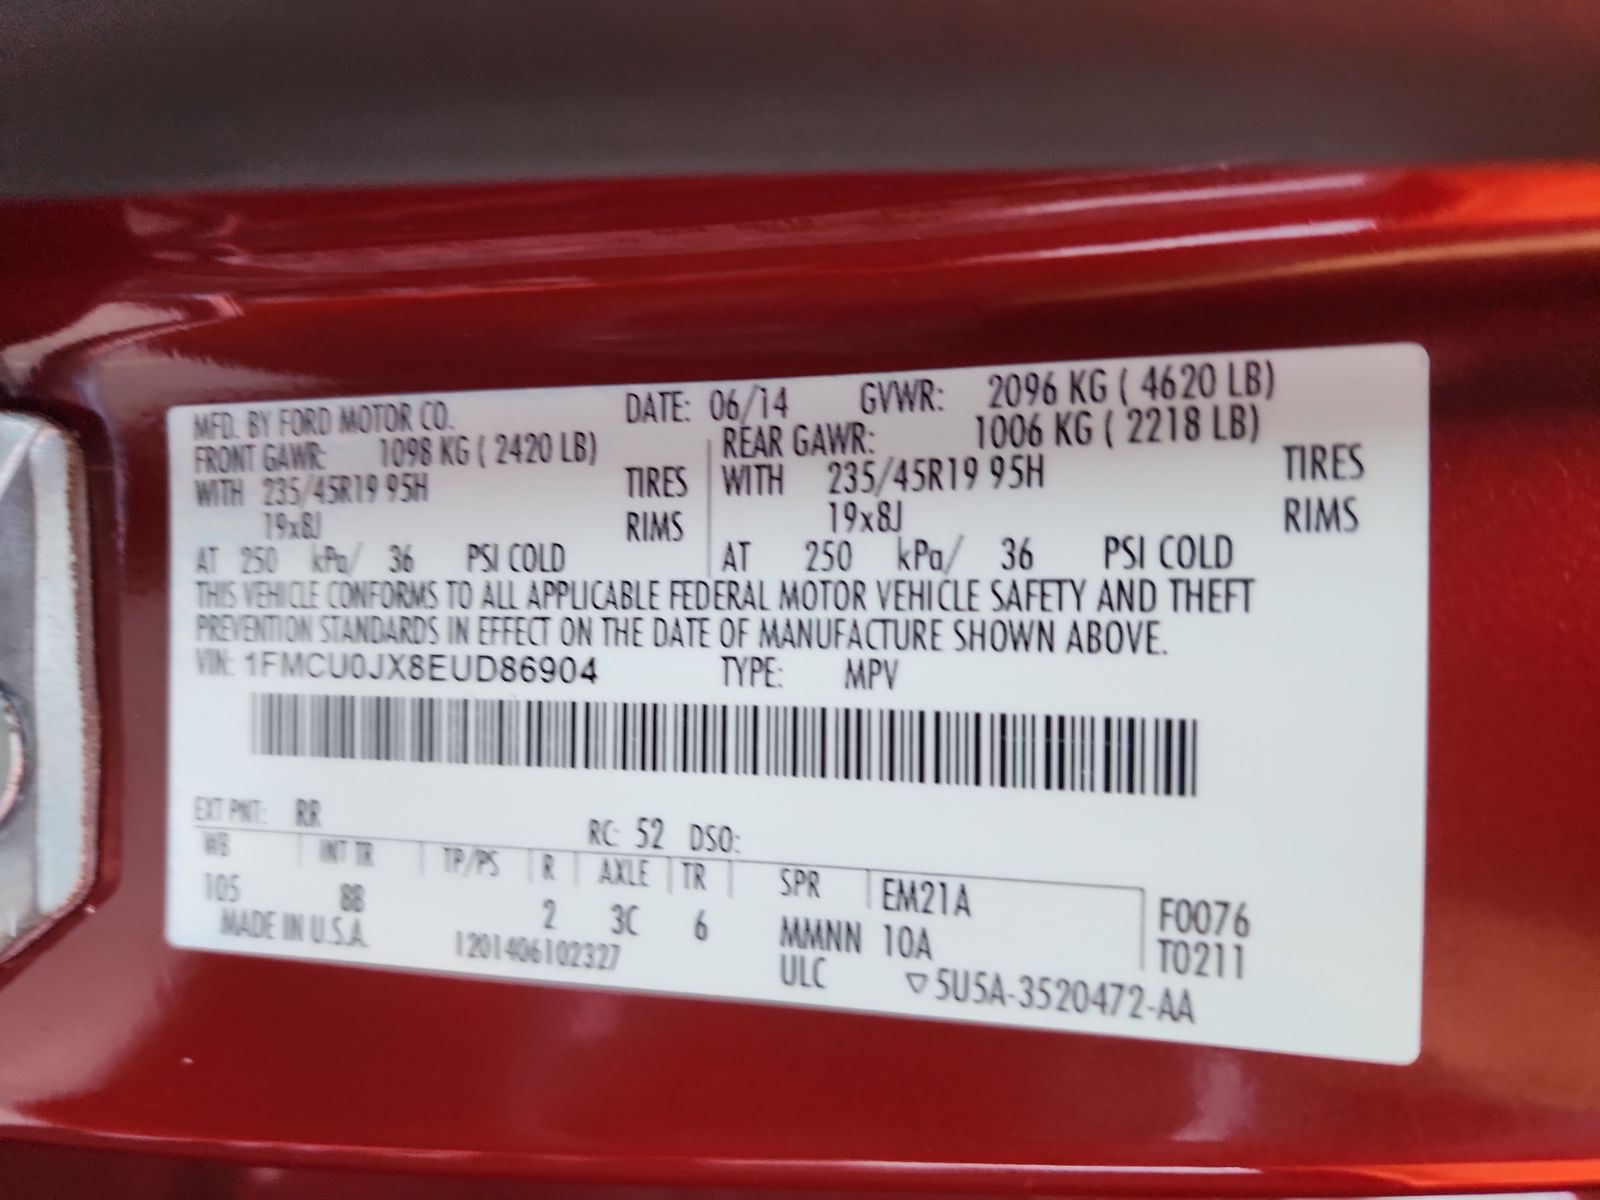 MFD. BY FORD MOTOR CO. DATE: 06/14 GVWR: 2096 KG ( 4620 LB)
FRONT GAWR: 1098 KG ( 2420 LB) REAR GAWR: 1006 KG ( 2218 LB)
WITH 235/45R19 95H TIRES WITH 235/45R19 95H TIRES
19x8J RIMS 19x8J RIMS
AT 250 kPa/ 36 PSI COLD AT 250 kPa/ 36 PSI COLD
THIS VEHICLE CONFORMS TO ALL APPLICABLE FEDERAL MOTOR VEHICLE SAFETY AND THEFT
PREVENTION STANDARDS IN EFFECT ON THE DATE OF MANUFACTURE SHOWN ABOVE.
VIN: 1FMCU0JX8EUD86904 TYPE: MPV
EXT PNT: RR RC: 52 DSO:
WB INT TR TP/PS R AXLE TR SPR EM21A F0076
105 8B 2 3C 6 MMNN 10A T0211
MADE IN U.S.A. 1201406102327 ULC ▽5U5A-3520472-AA